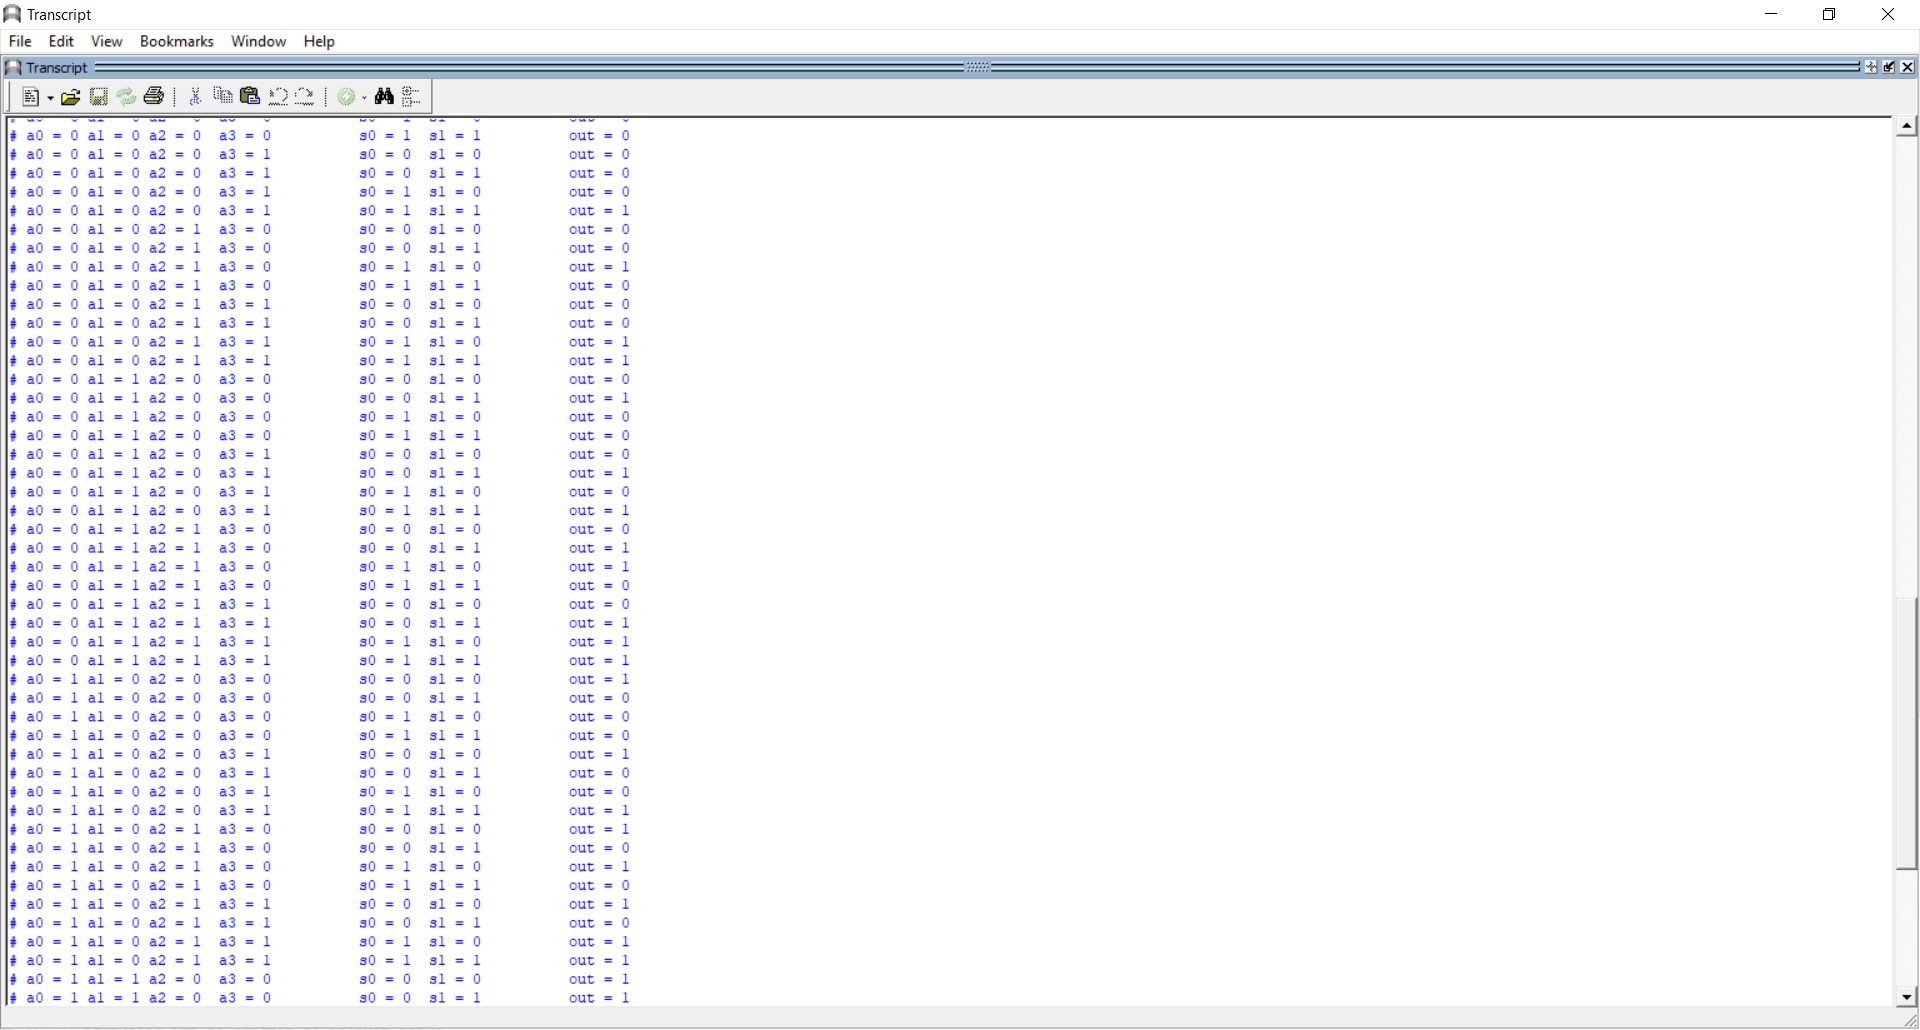 Transcript
File Edit View Bookmarks Window Help
Transcript
# a0 = 0 a1 = 0 a2 = 0 a3 = 0 s0 = 1 s1 = 1 out = 0
# a0 = 0 a1 = 0 a2 = 0 a3 = 1 s0 = 0 s1 = 0 out = 0
# a0 = 0 a1 = 0 a2 = 0 a3 = 1 s0 = 0 s1 = 1 out = 0
# a0 = 0 a1 = 0 a2 = 0 a3 = 1 s0 = 1 s1 = 0 out = 0
# a0 = 0 a1 = 0 a2 = 0 a3 = 1 s0 = 1 s1 = 1 out = 1
# a0 = 0 a1 = 0 a2 = 1 a3 = 0 s0 = 0 s1 = 0 out = 0
# a0 = 0 a1 = 0 a2 = 1 a3 = 0 s0 = 0 s1 = 1 out = 0
# a0 = 0 a1 = 0 a2 = 1 a3 = 0 s0 = 1 s1 = 0 out = 1
# a0 = 0 a1 = 0 a2 = 1 a3 = 0 s0 = 1 s1 = 1 out = 0
# a0 = 0 a1 = 0 a2 = 1 a3 = 1 s0 = 0 s1 = 0 out = 0
# a0 = 0 a1 = 0 a2 = 1 a3 = 1 s0 = 0 s1 = 1 out = 0
# a0 = 0 a1 = 0 a2 = 1 a3 = 1 s0 = 1 s1 = 0 out = 1
# a0 = 0 a1 = 0 a2 = 1 a3 = 1 s0 = 1 s1 = 1 out = 1
# a0 = 0 a1 = 1 a2 = 0 a3 = 0 s0 = 0 s1 = 0 out = 0
# a0 = 0 a1 = 1 a2 = 0 a3 = 0 s0 = 0 s1 = 1 out = 1
# a0 = 0 a1 = 1 a2 = 0 a3 = 0 s0 = 1 s1 = 0 out = 0
# a0 = 0 a1 = 1 a2 = 0 a3 = 0 s0 = 1 s1 = 1 out = 0
# a0 = 0 a1 = 1 a2 = 0 a3 = 1 s0 = 0 s1 = 0 out = 0
# a0 = 0 a1 = 1 a2 = 0 a3 = 1 s0 = 0 s1 = 1 out = 1
# a0 = 0 a1 = 1 a2 = 0 a3 = 1 s0 = 1 s1 = 0 out = 0
# a0 = 0 a1 = 1 a2 = 0 a3 = 1 s0 = 1 s1 = 1 out = 1
# a0 = 0 a1 = 1 a2 = 1 a3 = 0 s0 = 0 s1 = 0 out = 0
# a0 = 0 a1 = 1 a2 = 1 a3 = 0 s0 = 0 s1 = 1 out = 1
# a0 = 0 a1 = 1 a2 = 1 a3 = 0 s0 = 1 s1 = 0 out = 1
# a0 = 0 a1 = 1 a2 = 1 a3 = 0 s0 = 1 s1 = 1 out = 0
# a0 = 0 a1 = 1 a2 = 1 a3 = 1 s0 = 0 s1 = 0 out = 0
# a0 = 0 a1 = 1 a2 = 1 a3 = 1 s0 = 0 s1 = 1 out = 1
# a0 = 0 a1 = 1 a2 = 1 a3 = 1 s0 = 1 s1 = 0 out = 1
# a0 = 0 a1 = 1 a2 = 1 a3 = 1 s0 = 1 s1 = 1 out = 1
# a0 = 1 a1 = 0 a2 = 0 a3 = 0 s0 = 0 s1 = 0 out = 1
# a0 = 1 a1 = 0 a2 = 0 a3 = 0 s0 = 0 s1 = 1 out = 0
# a0 = 1 a1 = 0 a2 = 0 a3 = 0 s0 = 1 s1 = 0 out = 0
# a0 = 1 a1 = 0 a2 = 0 a3 = 0 s0 = 1 s1 = 1 out = 0
# a0 = 1 a1 = 0 a2 = 0 a3 = 1 s0 = 0 s1 = 0 out = 1
# a0 = 1 a1 = 0 a2 = 0 a3 = 1 s0 = 0 s1 = 1 out = 0
# a0 = 1 a1 = 0 a2 = 0 a3 = 1 s0 = 1 s1 = 0 out = 0
# a0 = 1 a1 = 0 a2 = 0 a3 = 1 s0 = 1 s1 = 1 out = 1
# a0 = 1 a1 = 0 a2 = 1 a3 = 0 s0 = 0 s1 = 0 out = 1
# a0 = 1 a1 = 0 a2 = 1 a3 = 0 s0 = 0 s1 = 1 out = 0
# a0 = 1 a1 = 0 a2 = 1 a3 = 0 s0 = 1 s1 = 0 out = 1
# a0 = 1 a1 = 0 a2 = 1 a3 = 0 s0 = 1 s1 = 1 out = 0
# a0 = 1 a1 = 0 a2 = 1 a3 = 1 s0 = 0 s1 = 0 out = 1
# a0 = 1 a1 = 0 a2 = 1 a3 = 1 s0 = 0 s1 = 1 out = 0
# a0 = 1 a1 = 0 a2 = 1 a3 = 1 s0 = 1 s1 = 0 out = 1
# a0 = 1 a1 = 0 a2 = 1 a3 = 1 s0 = 1 s1 = 1 out = 1
# a0 = 1 a1 = 1 a2 = 0 a3 = 0 s0 = 0 s1 = 0 out = 1
# a0 = 1 a1 = 1 a2 = 0 a3 = 0 s0 = 0 s1 = 1 out = 1